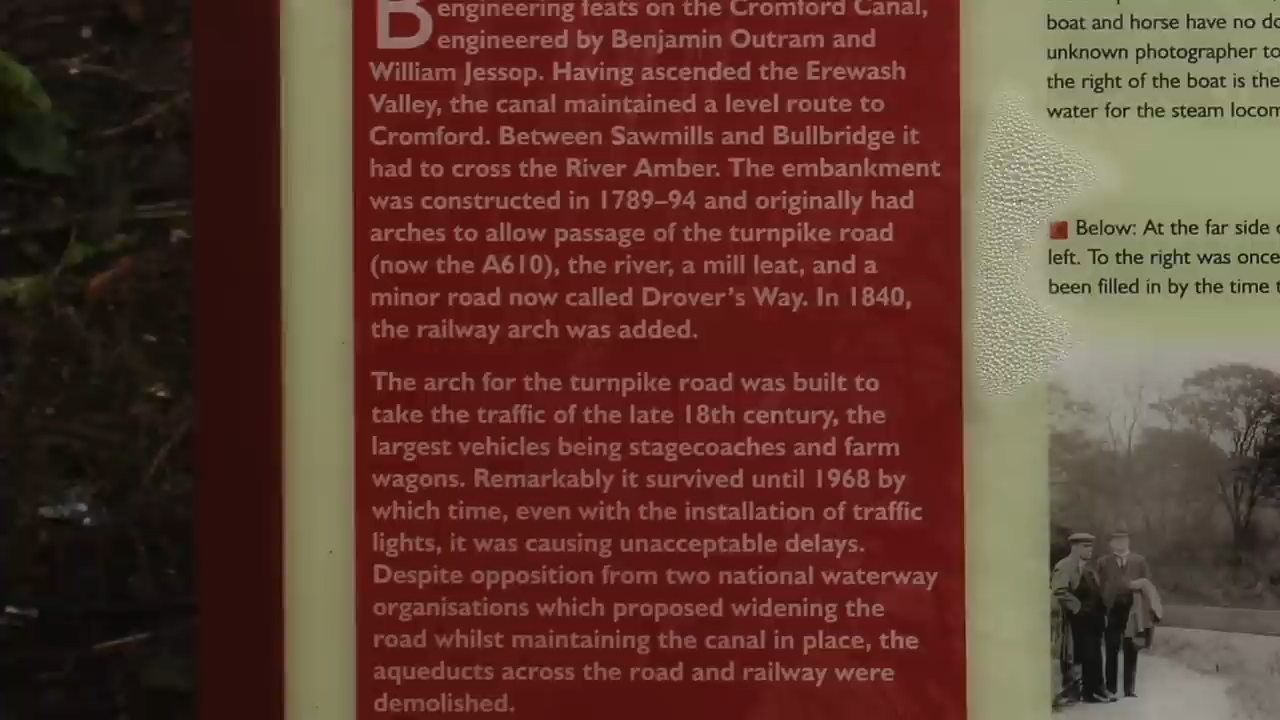 B engineering feats on the Cromford Canal,
engineered by Benjamin Outram and
William Jessop. Having ascended the Erewash
Valley, the canal maintained a level route to
Cromford. Between Sawmills and Bullbridge it
had to cross the River Amber. The embankment
was constructed in 1789–94 and originally had
arches to allow passage of the turnpike road
(now the A610), the river, a mill leat, and a
minor road now called Drover's Way. In 1840,
the railway arch was added.
The arch for the turnpike road was built to
take the traffic of the late 18th century, the
largest vehicles being stagecoaches and farm
wagons. Remarkably it survived until 1968 by
which time, even with the installation of traffic
lights, it was causing unacceptable delays.
Despite opposition from two national waterway
organisations which proposed widening the
road whilst maintaining the canal in place, the
aqueducts across the road and railway were
demolished.
boat and horse have no
unknown photographer to
the right of the boat is the
water for the steam
Below: At the far side
left. To the right was once
been filled in by the time